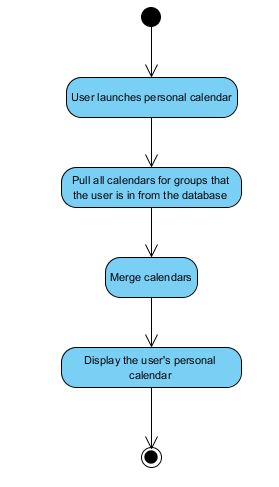 User launches personal calendar
Pull all calendars for groups that
the user is in from the database
Merge calendars
Display the user's personal
calendar